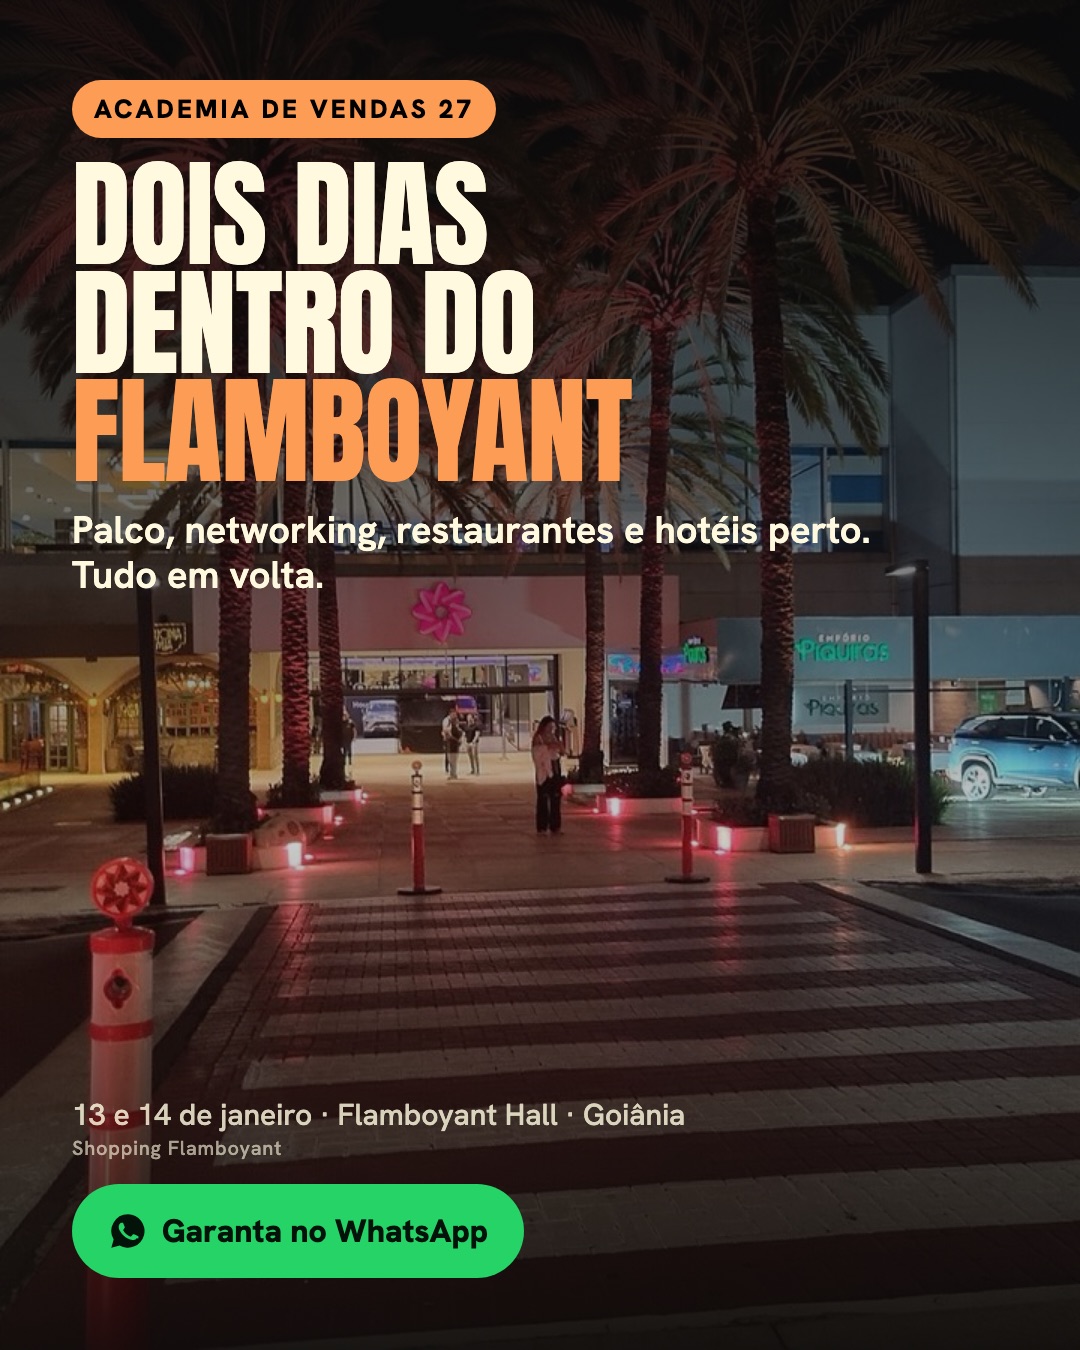 ACADEMIA DE VENDAS 27
DOIS DIAS
DENTRO DO
FLAMBOYANT
Palco, networking, restaurantes e hotéis perto.
Tudo em volta.
EMPÓRIO
Piquiras
13 e 14 de janeiro · Flamboyant Hall · Goiânia
Shopping Flamboyant
Garanta no WhatsApp